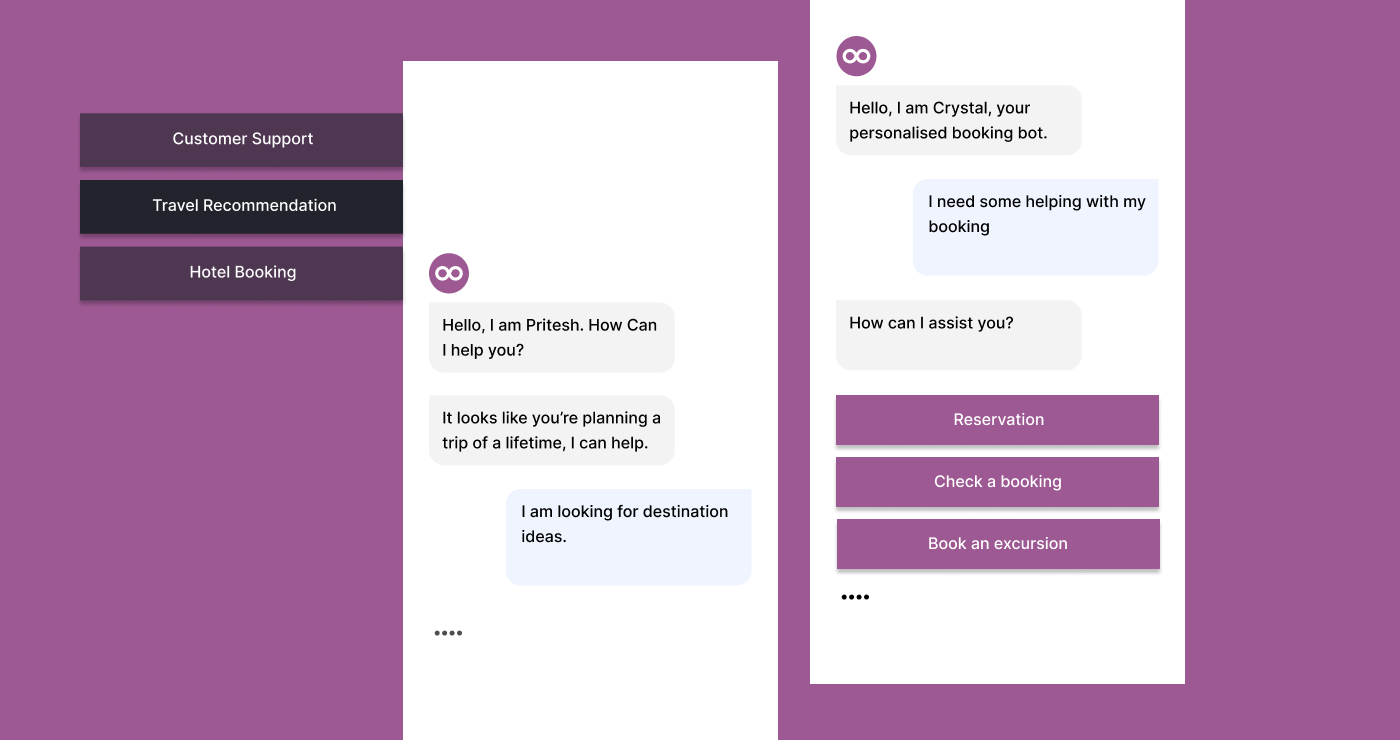 Customer Support
Travel Recommendation
Hotel Booking
Hello, I am Pritesh. How Can
I help you?
It looks like you’re planning a
trip of a lifetime, I can help.
I am looking for destination
ideas.
Hello, I am Crystal, your
personalised booking bot.
I need some helping with my
booking
How can I assist you?
Reservation
Check a booking
Book an excursion